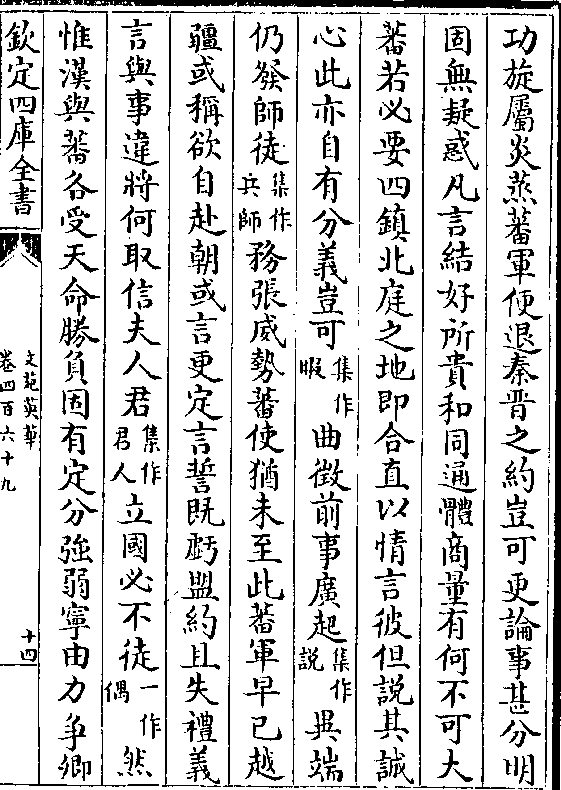 功旋屬炎蒸蕃軍便退秦晉之約豈可更論事甚分明
固無疑惑凡言結好所貴和同通體商量有何不可大
蕃若必要四鎮北庭之地即合直以情言彼但説其誠
心此亦自有分義豈可集作暇曲徴前事廣起集作説異端
仍發師徒集作兵師務張威勢蕃使猶未至此蕃軍早已越
疆或稱欲自赴朝或言更定言誓既虧盟約且失禮義
言與事違將何取信夫人君集作君人立國必不徒一作偶然
惟漢與蕃各受天命勝負固有定分強弱寧由力爭卿
欽定四庫全書
文苑英華
卷四百六十九
十四